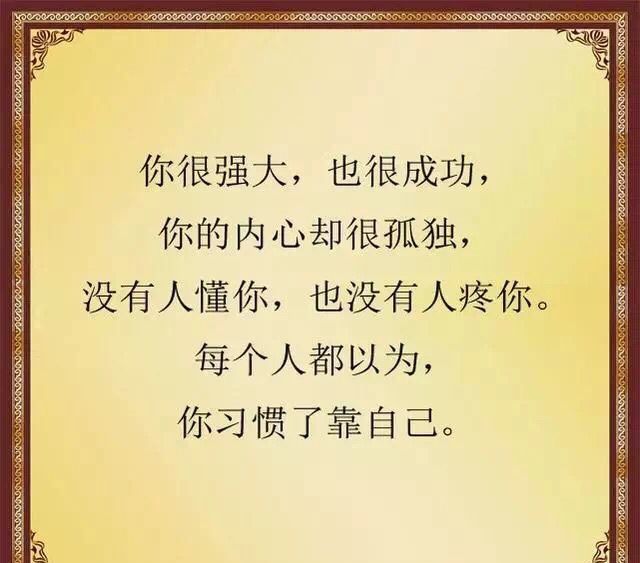 你很强大，也很成功，
你的内心却很孤独，
没有人懂你，也没有人疼你。
每个人都以为，
你习惯了靠自己。